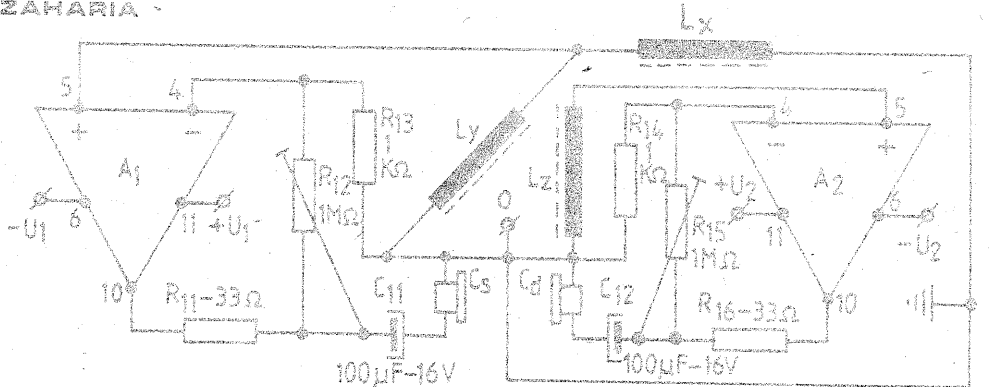 ZAHARIA
Lx
5
4
4
5
+
−
R13
1
KΩ
Ly
Lz
R14
1
KΩ
−
+
A1
R12
1MΩ
0
+U2
A2
−U1
6
11
+U1
R15
1MΩ
11
6
−U2
10
R11-33Ω
C11
Cs
Cd
C12
R16-33Ω
10
100µF-16V
100µF-16V